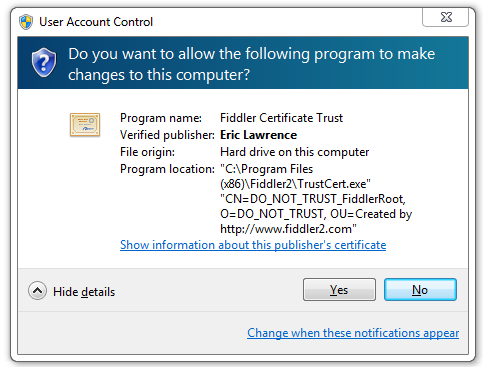 User Account Control
Do you want to allow the following program to make
changes to this computer?
Program name: Fiddler Certificate Trust
Verified publisher: Eric Lawrence
File origin: Hard drive on this computer
Program location: "C:\Program Files
(x86)\Fiddler2\TrustCert.exe"
"CN=DO_NOT_TRUST_FiddlerRoot,
O=DO_NOT_TRUST, OU=Created by
http://www.fiddler2.com"
Show information about this publisher's certificate
Hide details
Yes
No
Change when these notifications appear